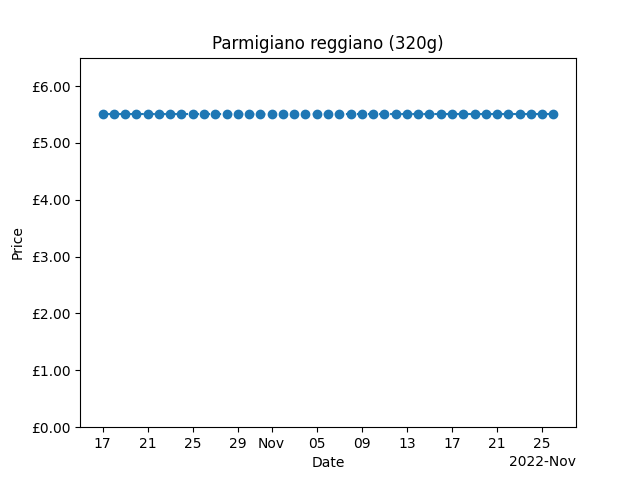 Parmigiano reggiano (320g)
£6.00
£5.00
£4.00
£3.00
£2.00
£1.00
£0.00
Price
17 21 25 29 Nov 05 09 13 17 21 25
Date
2022-Nov